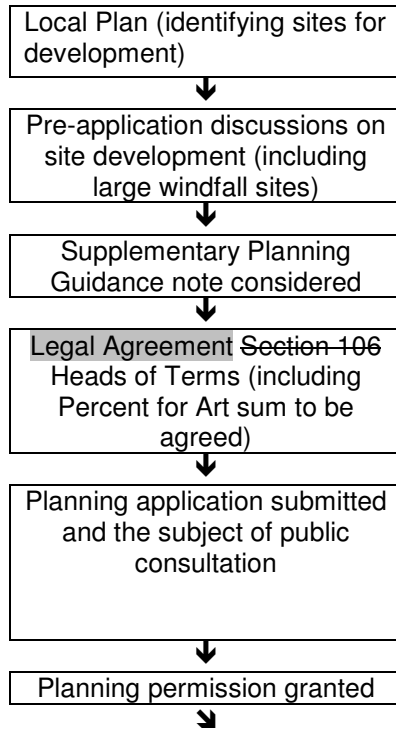 Local Plan (identifying sites for
development)
Pre-application discussions on
site development (including
large windfall sites)
Supplementary Planning
Guidance note considered
Legal Agreement Section 106
Heads of Terms (including
Percent for Art sum to be
agreed)
Planning application submitted
and the subject of public
consultation
Planning permission granted